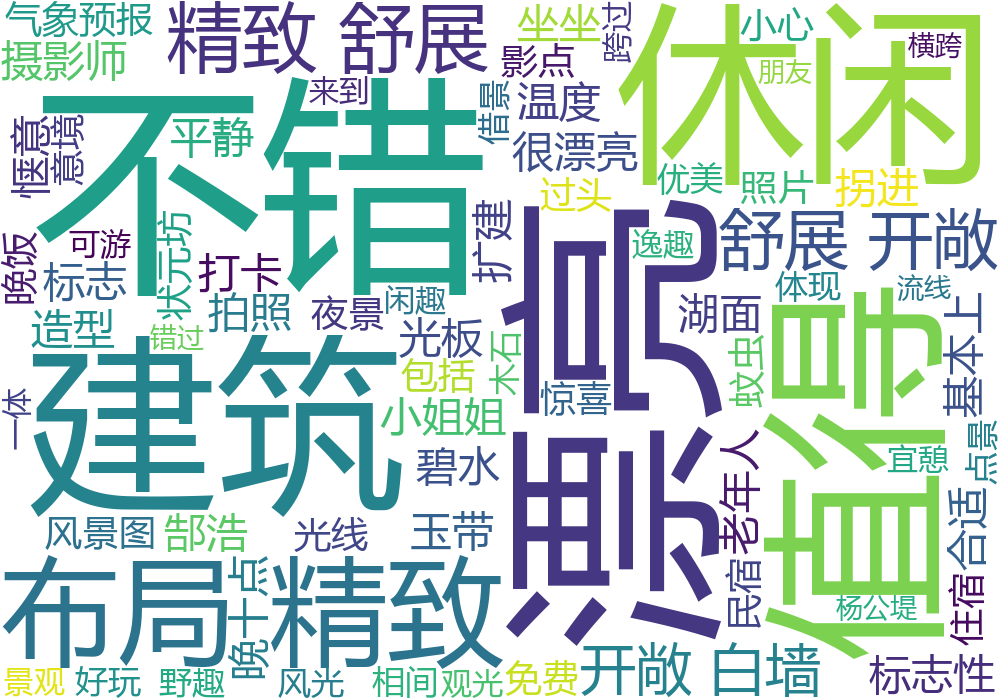 气象预报
精致 舒展
坐坐
跨过
休闲
小心
横跨
摄影师
影点
朋友
来到
不错
借景
温度
惬意
意境
平静
很漂亮
优美
照片
拐进
过头
扩建
漂亮
舒展 开敞
逸趣
晚饭
可游
状元坊
打卡
标志
体现
流线
闲趣
拍照
夜景
湖面
值得
基本上
造型
错过
光板
木石
蚊虫
建筑
包括
惊喜
一体
小姐姐
点景
宜憩
碧水
老年人
合适
风景图
郜浩
光线
玉带
布局
晚十点
精致
民宿
杨公堤
住宿
开敞 白墙
标志性
景观
好玩
野趣
风光
相间
观光
免费